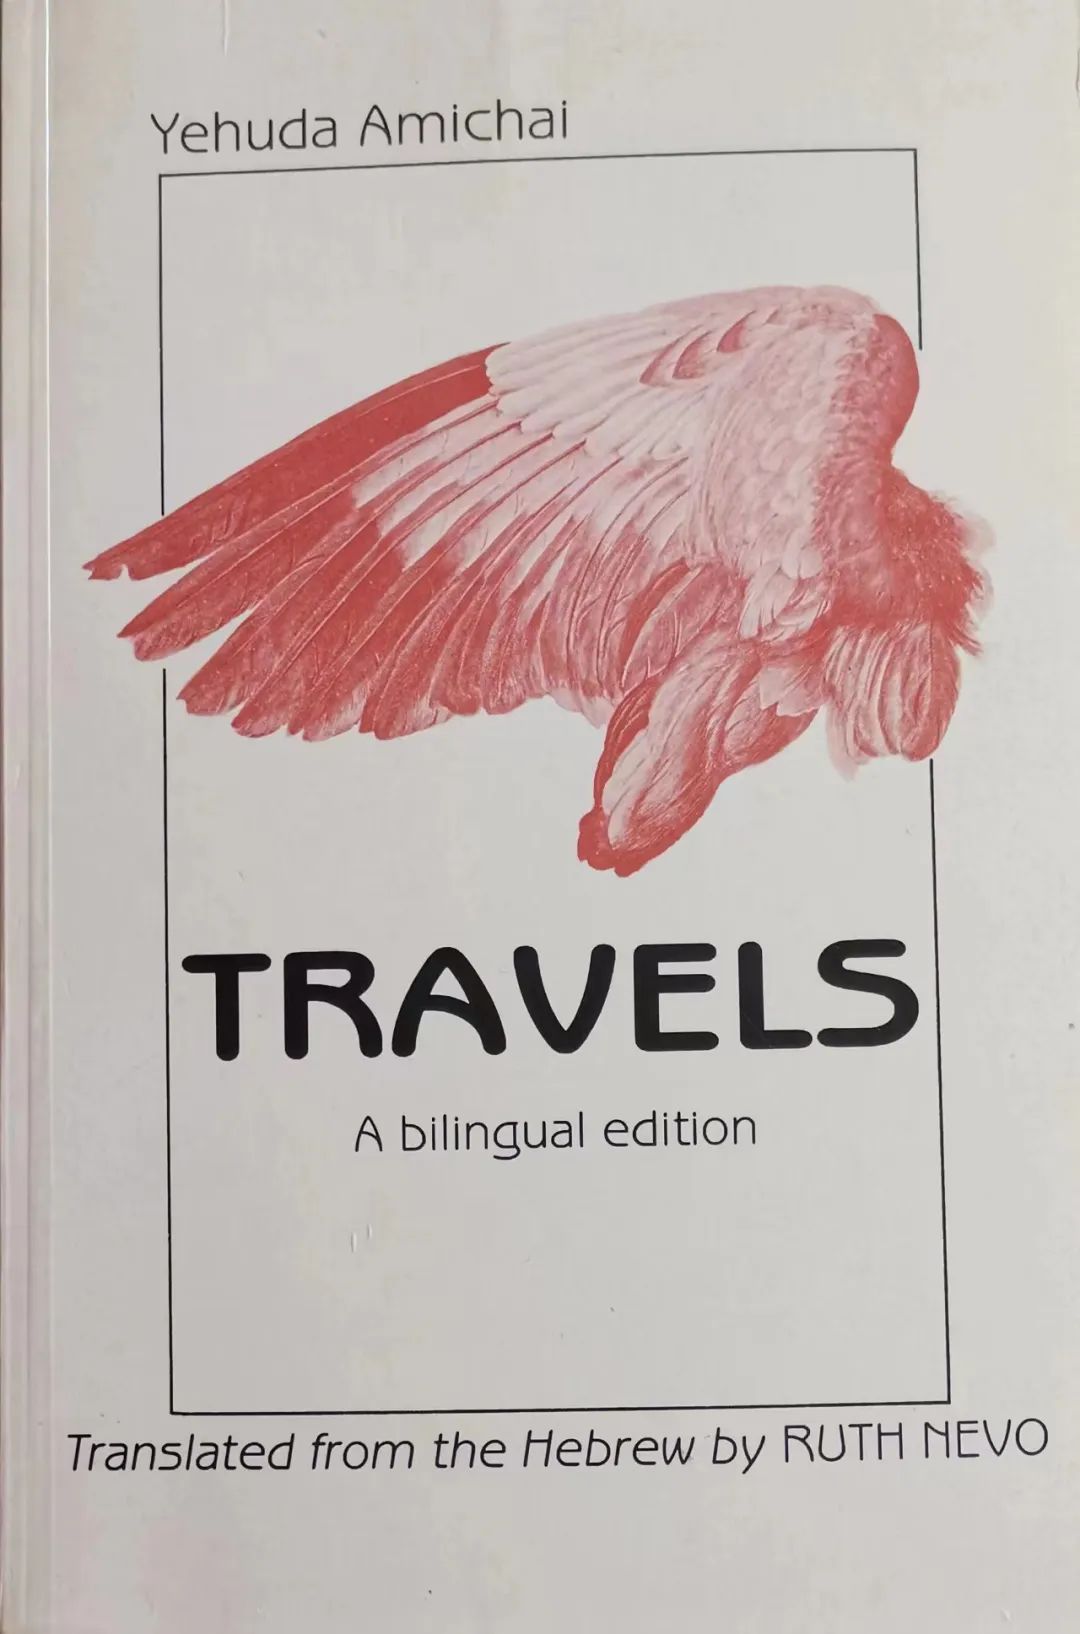 Yehuda Amichai
TRAVELS
A bilingual edition
Translated from the Hebrew by RUTH NEVO